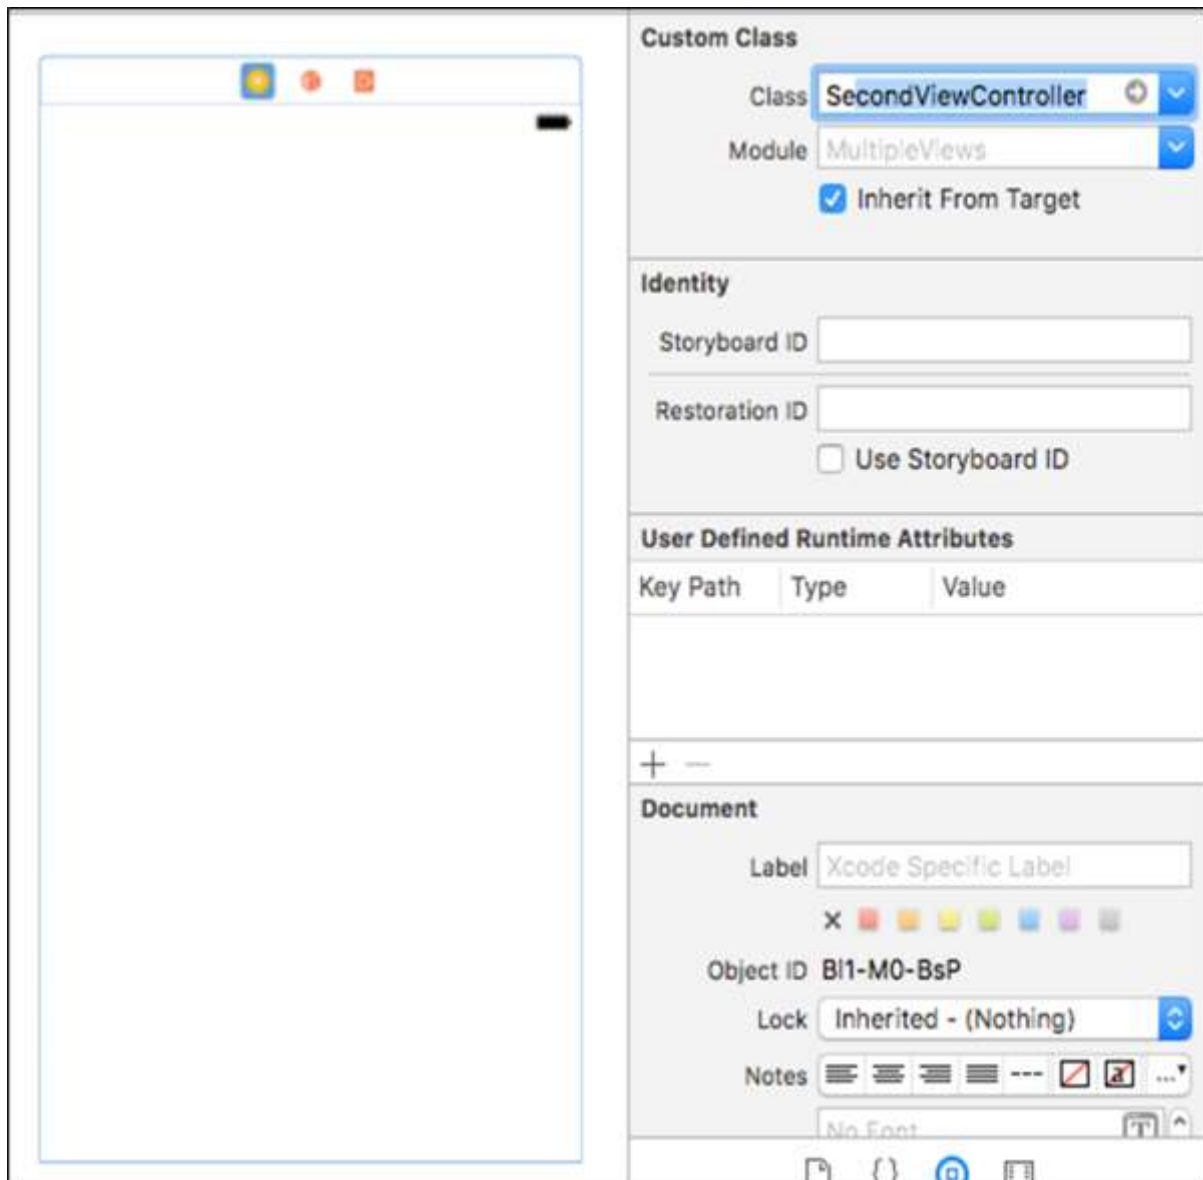 Custom Class
Class SecondViewController
Module MultipleViews
Inherit From Target
Identity
Storyboard ID
Restoration ID
Use Storyboard ID
User Defined Runtime Attributes
Key Path Type Value
Document
Label Xcode Specific Label
Object ID BI1-M0-BsP
Lock Inherited - (Nothing)
Notes
No Font